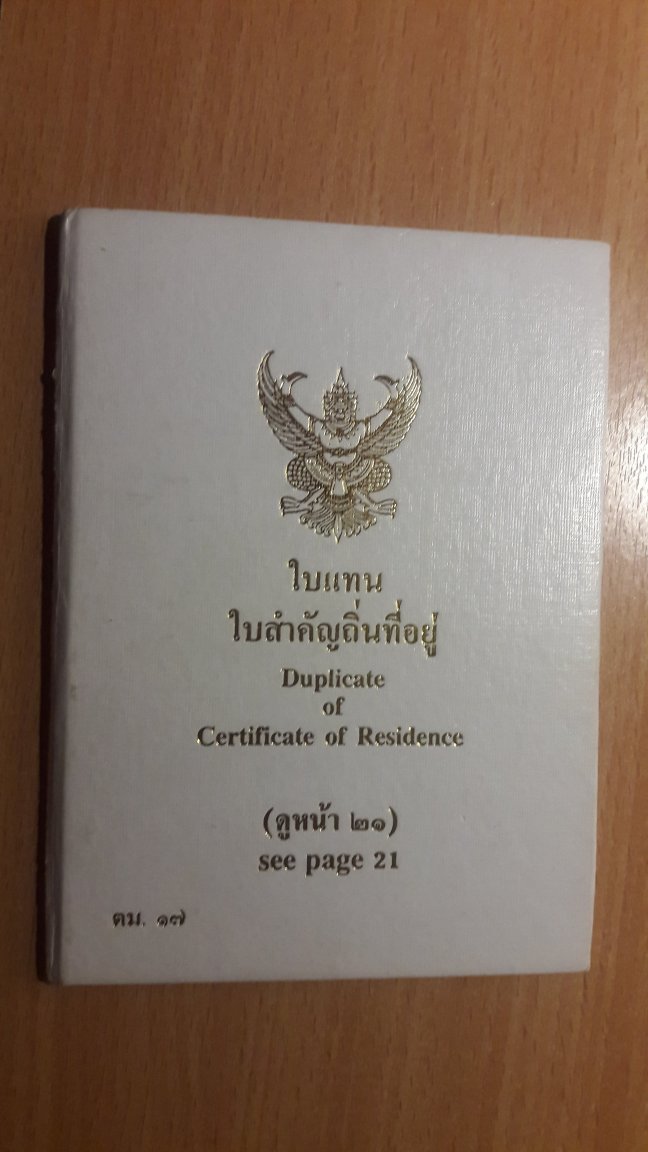 ใบแทน
ใบสำคัญถิ่นที่อยู่
Duplicate
of
Certificate of Residence
(ดูหน้า ๒๑)
see page 21
ตม. ๑๗